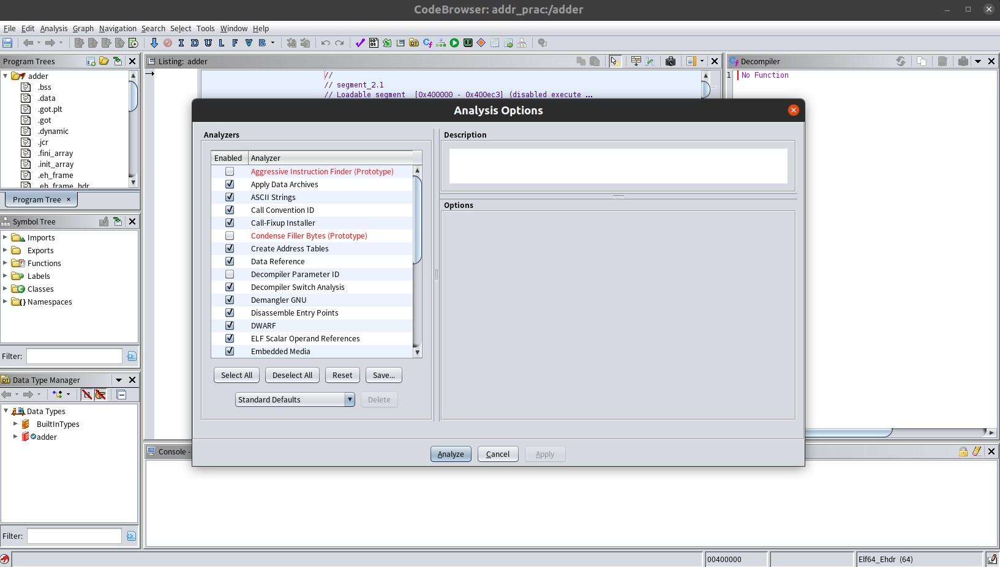 CodeBrowser: addr_prac:/adder
File Edit Analysis Graph Navigation Search Select Tools Window Help
I D U L F V B
Program Trees
adder
.bss
.data
.got.plt
.got
.dynamic
.jcr
.fini_array
.init_array
.eh_frame
.eh_frame_hdr
Program Tree ×
Symbol Tree
Imports
Exports
Functions
Labels
Classes
Namespaces
Filter:
Data Type Manager
Data Types
BuiltInTypes
adder
Filter:
Listing: adder
//
// segment_2.1
// Loadable segment [0x400000 - 0x400ec3] (disabled execute ...
Decompiler
1 No Function
Analysis Options
Analyzers
Enabled Analyzer
Aggressive Instruction Finder (Prototype)
Apply Data Archives
ASCII Strings
Call Convention ID
Call-Fixup Installer
Condense Filler Bytes (Prototype)
Create Address Tables
Data Reference
Decompiler Parameter ID
Decompiler Switch Analysis
Demangler GNU
Disassemble Entry Points
DWARF
ELF Scalar Operand References
Embedded Media
Select All Deselect All Reset Save...
Standard Defaults Delete
Description
Options
Analyze Cancel Apply
Console -
00400000 Elf64_Ehdr (64)